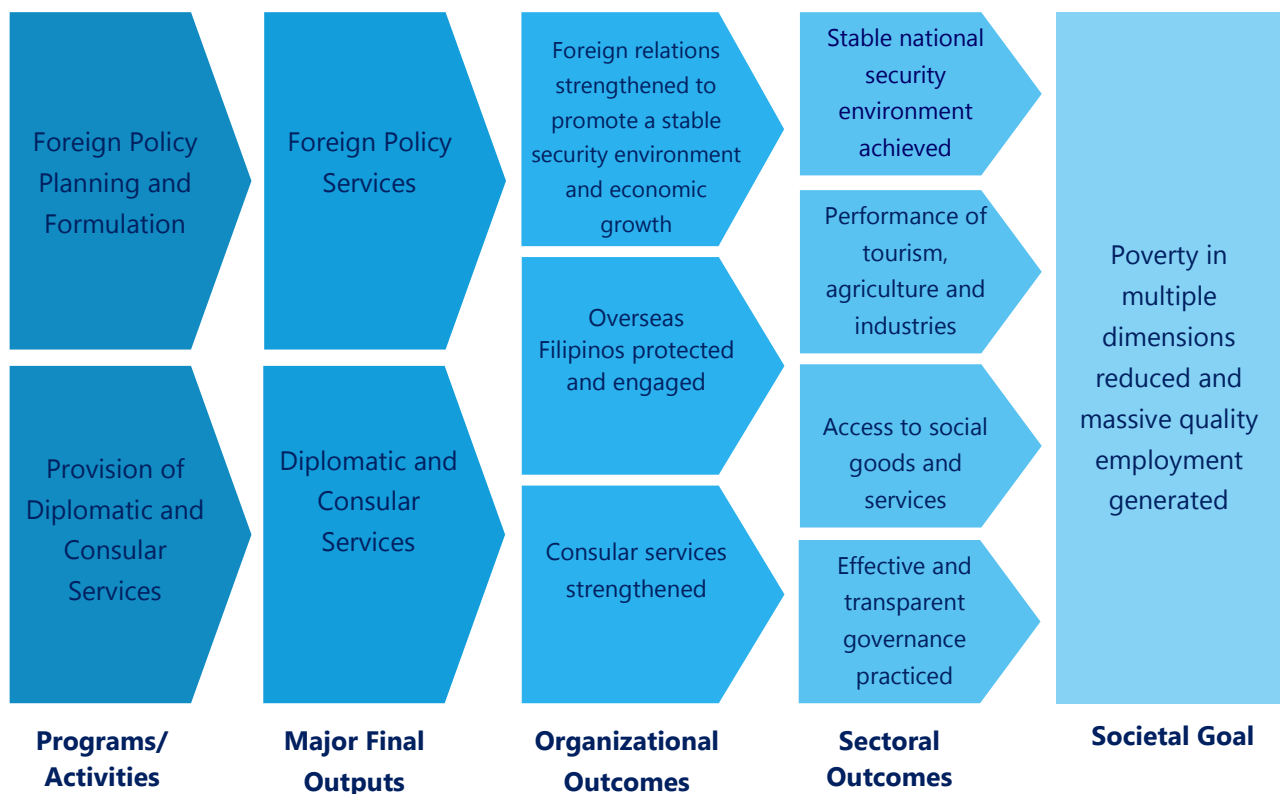 Foreign Policy
Planning and
Formulation
Provision of
Diplomatic and
Consular
Services
Programs/
Activities
Foreign Policy
Services
Diplomatic and
Consular
Services
Major Final
Outputs
Foreign relations
strengthened to
promote a stable
security environment
and economic
growth
Overseas
Filipinos protected
and engaged
Consular services
strengthened
Organizational
Outcomes
Stable national
security
environment
achieved
Performance of
tourism,
agriculture and
industries
Access to social
goods and
services
Effective and
transparent
governance
practiced
Sectoral
Outcomes
Poverty in
multiple
dimensions
reduced and
massive quality
employment
generated
Societal Goal